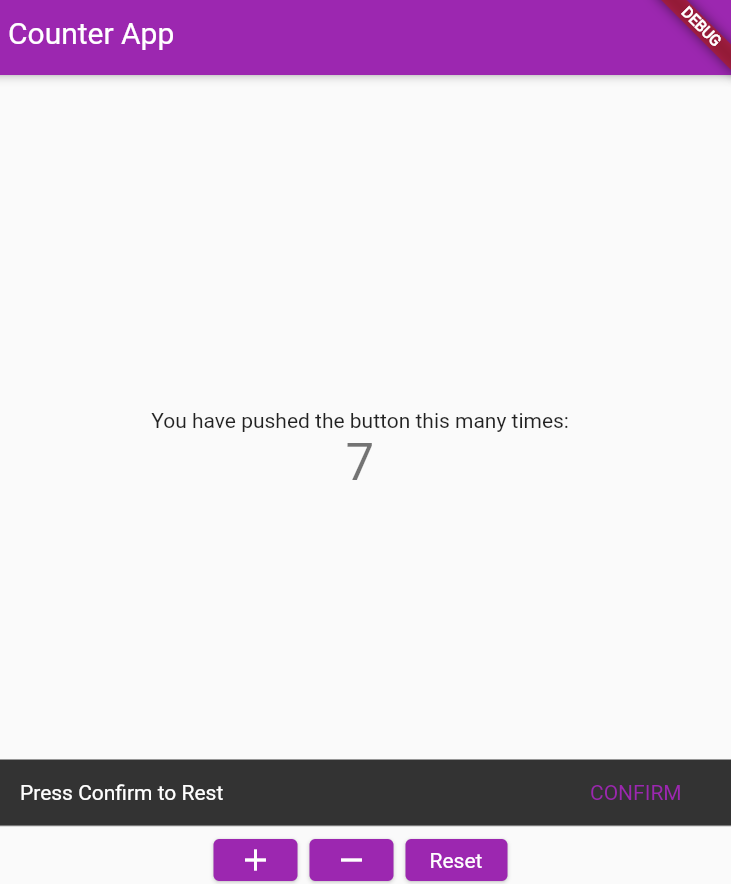 Counter App
DEBUG
You have pushed the button this many times:
7
Press Confirm to Rest
CONFIRM
+
−
Reset